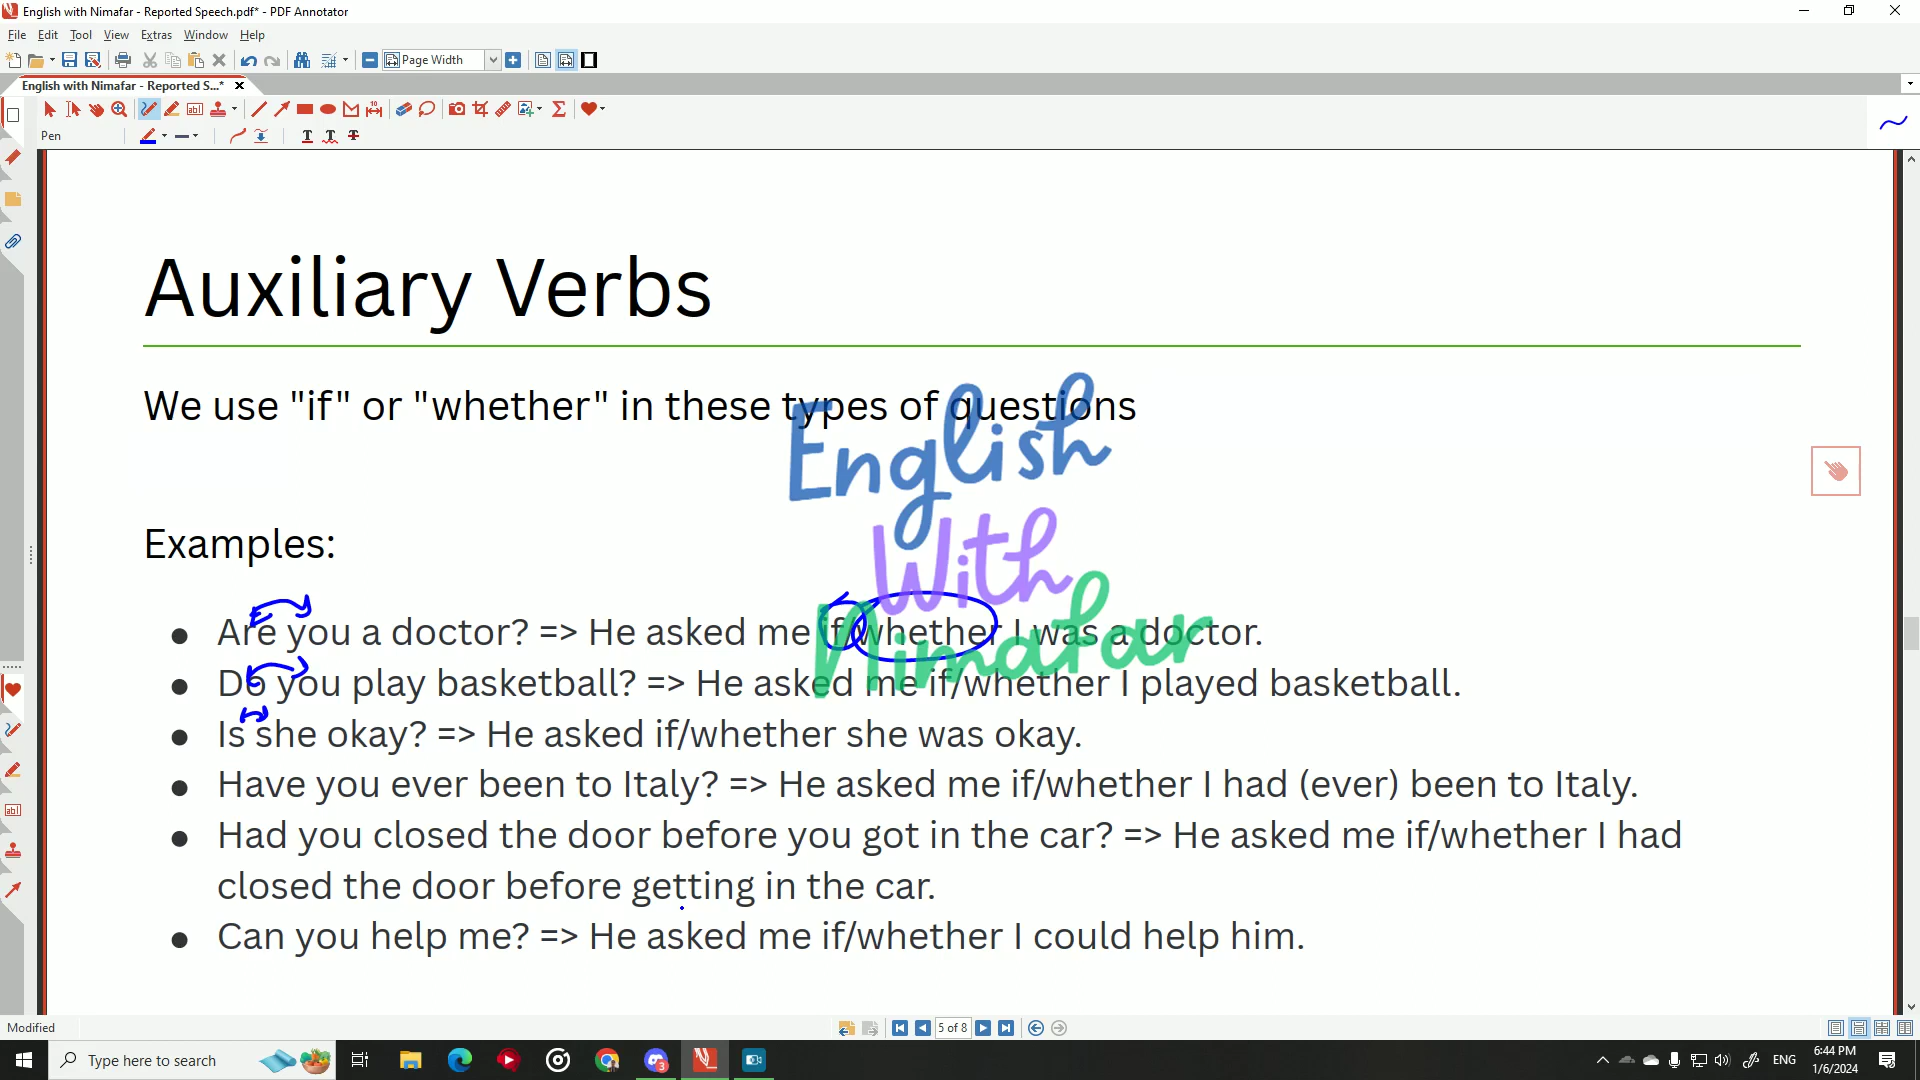 English with Nimafar - Reported Speech.pdf* - PDF Annotator
File Edit Tool View Extras Window Help
Page Width
English with Nimafar - Reported S...*
Pen
Auxiliary Verbs
We use "if" or "whether" in these types of questions
English
With
Nimafar
Examples:
● Are you a doctor? => He asked me if/whether I was a doctor.
● Do you play basketball? => He asked me if/whether I played basketball.
● Is she okay? => He asked if/whether she was okay.
● Have you ever been to Italy? => He asked me if/whether I had (ever) been to Italy.
● Had you closed the door before you got in the car? => He asked me if/whether I had
closed the door before getting in the car.
● Can you help me? => He asked me if/whether I could help him.
Modified
5 of 8
Type here to search
3
ENG
6:44 PM
1/6/2024